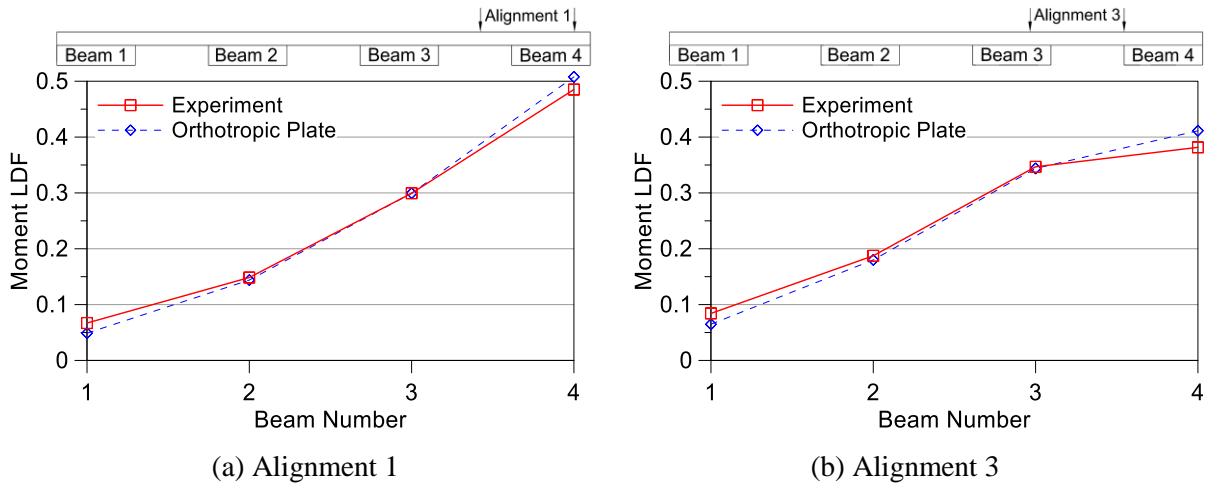 Alignment 1
Beam 1 Beam 2 Beam 3 Beam 4
0.5
0.4
0.3
0.2
0.1
0
Moment LDF
Experiment
Orthotropic Plate
1 2 3 4
Beam Number
(a) Alignment 1
Alignment 3
Beam 1 Beam 2 Beam 3 Beam 4
0.5
0.4
0.3
0.2
0.1
0
Moment LDF
Experiment
Orthotropic Plate
1 2 3 4
Beam Number
(b) Alignment 3